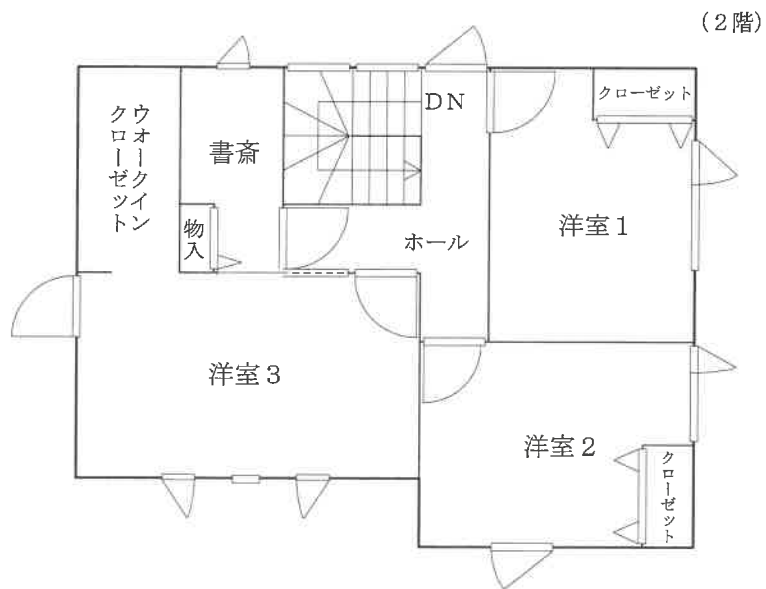 （２階）
クローゼット
DN
ウオークイン
クローゼット
書斎
物入
ホール
洋室１
洋室３
洋室２
クローゼット